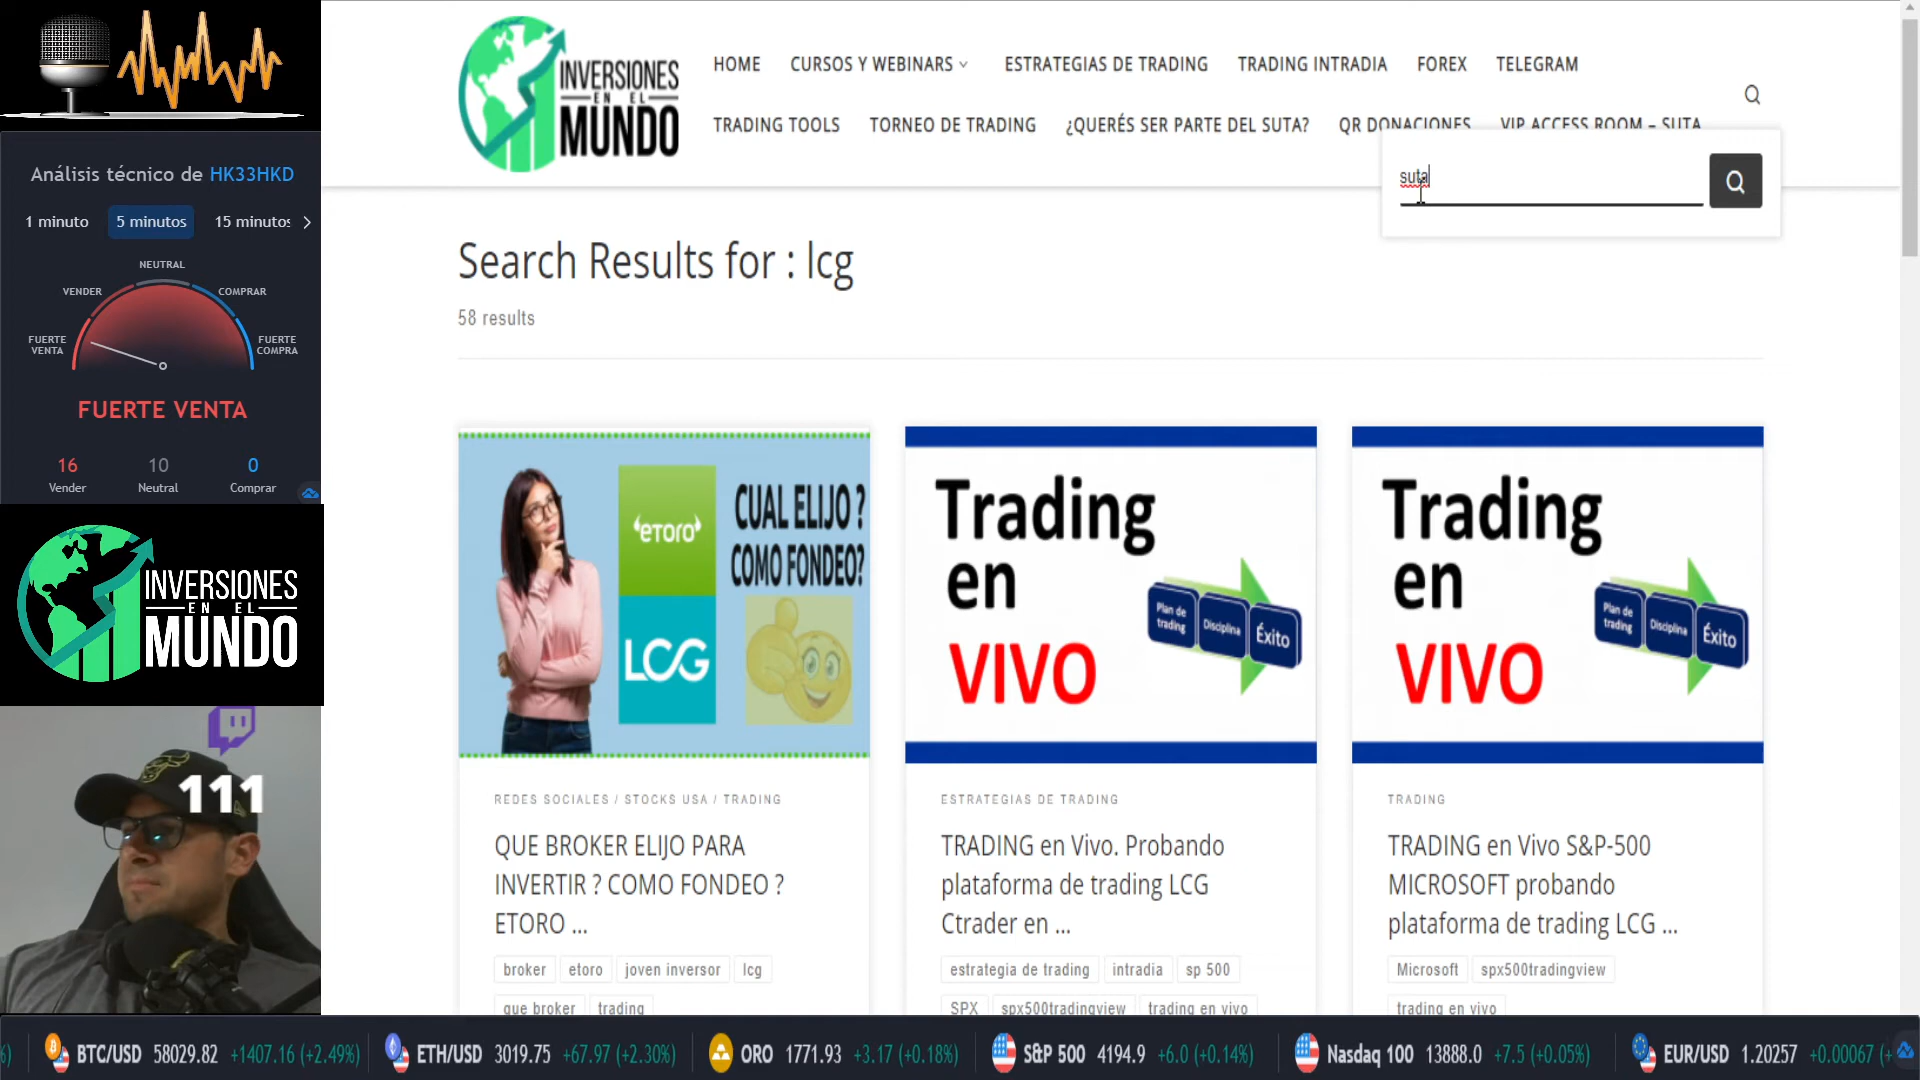 INVERSIONES
EN EL
MUNDO
HOME
CURSOS Y WEBINARS
ESTRATEGIAS DE TRADING
TRADING INTRADIA
FOREX
TELEGRAM
TRADING TOOLS
TORNEO DE TRADING
¿QUERÉS SER PARTE DEL SUTA?
QR DONACIONES
VIP ACCESS ROOM – SUTA
suta
Análisis técnico de HK33HKD
1 minuto
5 minutos
15 minutos
NEUTRAL
VENDER
COMPRAR
FUERTE
VENTA
FUERTE
COMPRA
FUERTE VENTA
16
10
0
Vender
Neutral
Comprar
INVERSIONES
EN EL
MUNDO
111
Search Results for : lcg
58 results
CUAL ELIJO ?
COMO FONDEO?
etoro
LCG
REDES SOCIALES / STOCKS USA / TRADING
QUE BROKER ELIJO PARA
INVERTIR ? COMO FONDEO ?
ETORO ...
broker
etoro
joven inversor
lcg
que broker
trading
Trading
en
VIVO
Plan de
trading
Disciplina
Éxito
ESTRATEGIAS DE TRADING
TRADING en Vivo. Probando
plataforma de trading LCG
Ctrader en ...
estrategia de trading
intradia
sp 500
SPX
spx500tradingview
trading en vivo
Trading
en
VIVO
Plan de
trading
Disciplina
Éxito
TRADING
TRADING en Vivo S&P-500
MICROSOFT probando
plataforma de trading LCG ...
Microsoft
spx500tradingview
trading en vivo
%)
BTC/USD 58029.82 +1407.16 (+2.49%)
ETH/USD 3019.75 +67.97 (+2.30%)
ORO 1771.93 +3.17 (+0.18%)
S&P 500 4194.9 +6.0 (+0.14%)
Nasdaq 100 13888.0 +7.5 (+0.05%)
EUR/USD 1.20257 +0.00067 (+